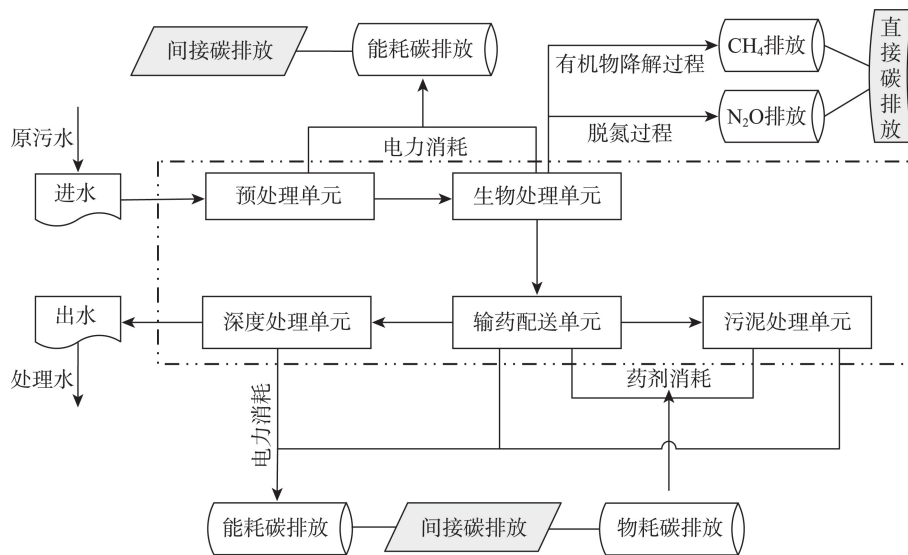 间接碳排放
能耗碳排放
CH₄排放
直接碳排放
有机物降解过程
N₂O排放
脱氮过程
原污水
电力消耗
进水
预处理单元
生物处理单元
出水
深度处理单元
输药配送单元
污泥处理单元
处理水
药剂消耗
电力消耗
能耗碳排放
间接碳排放
物耗碳排放